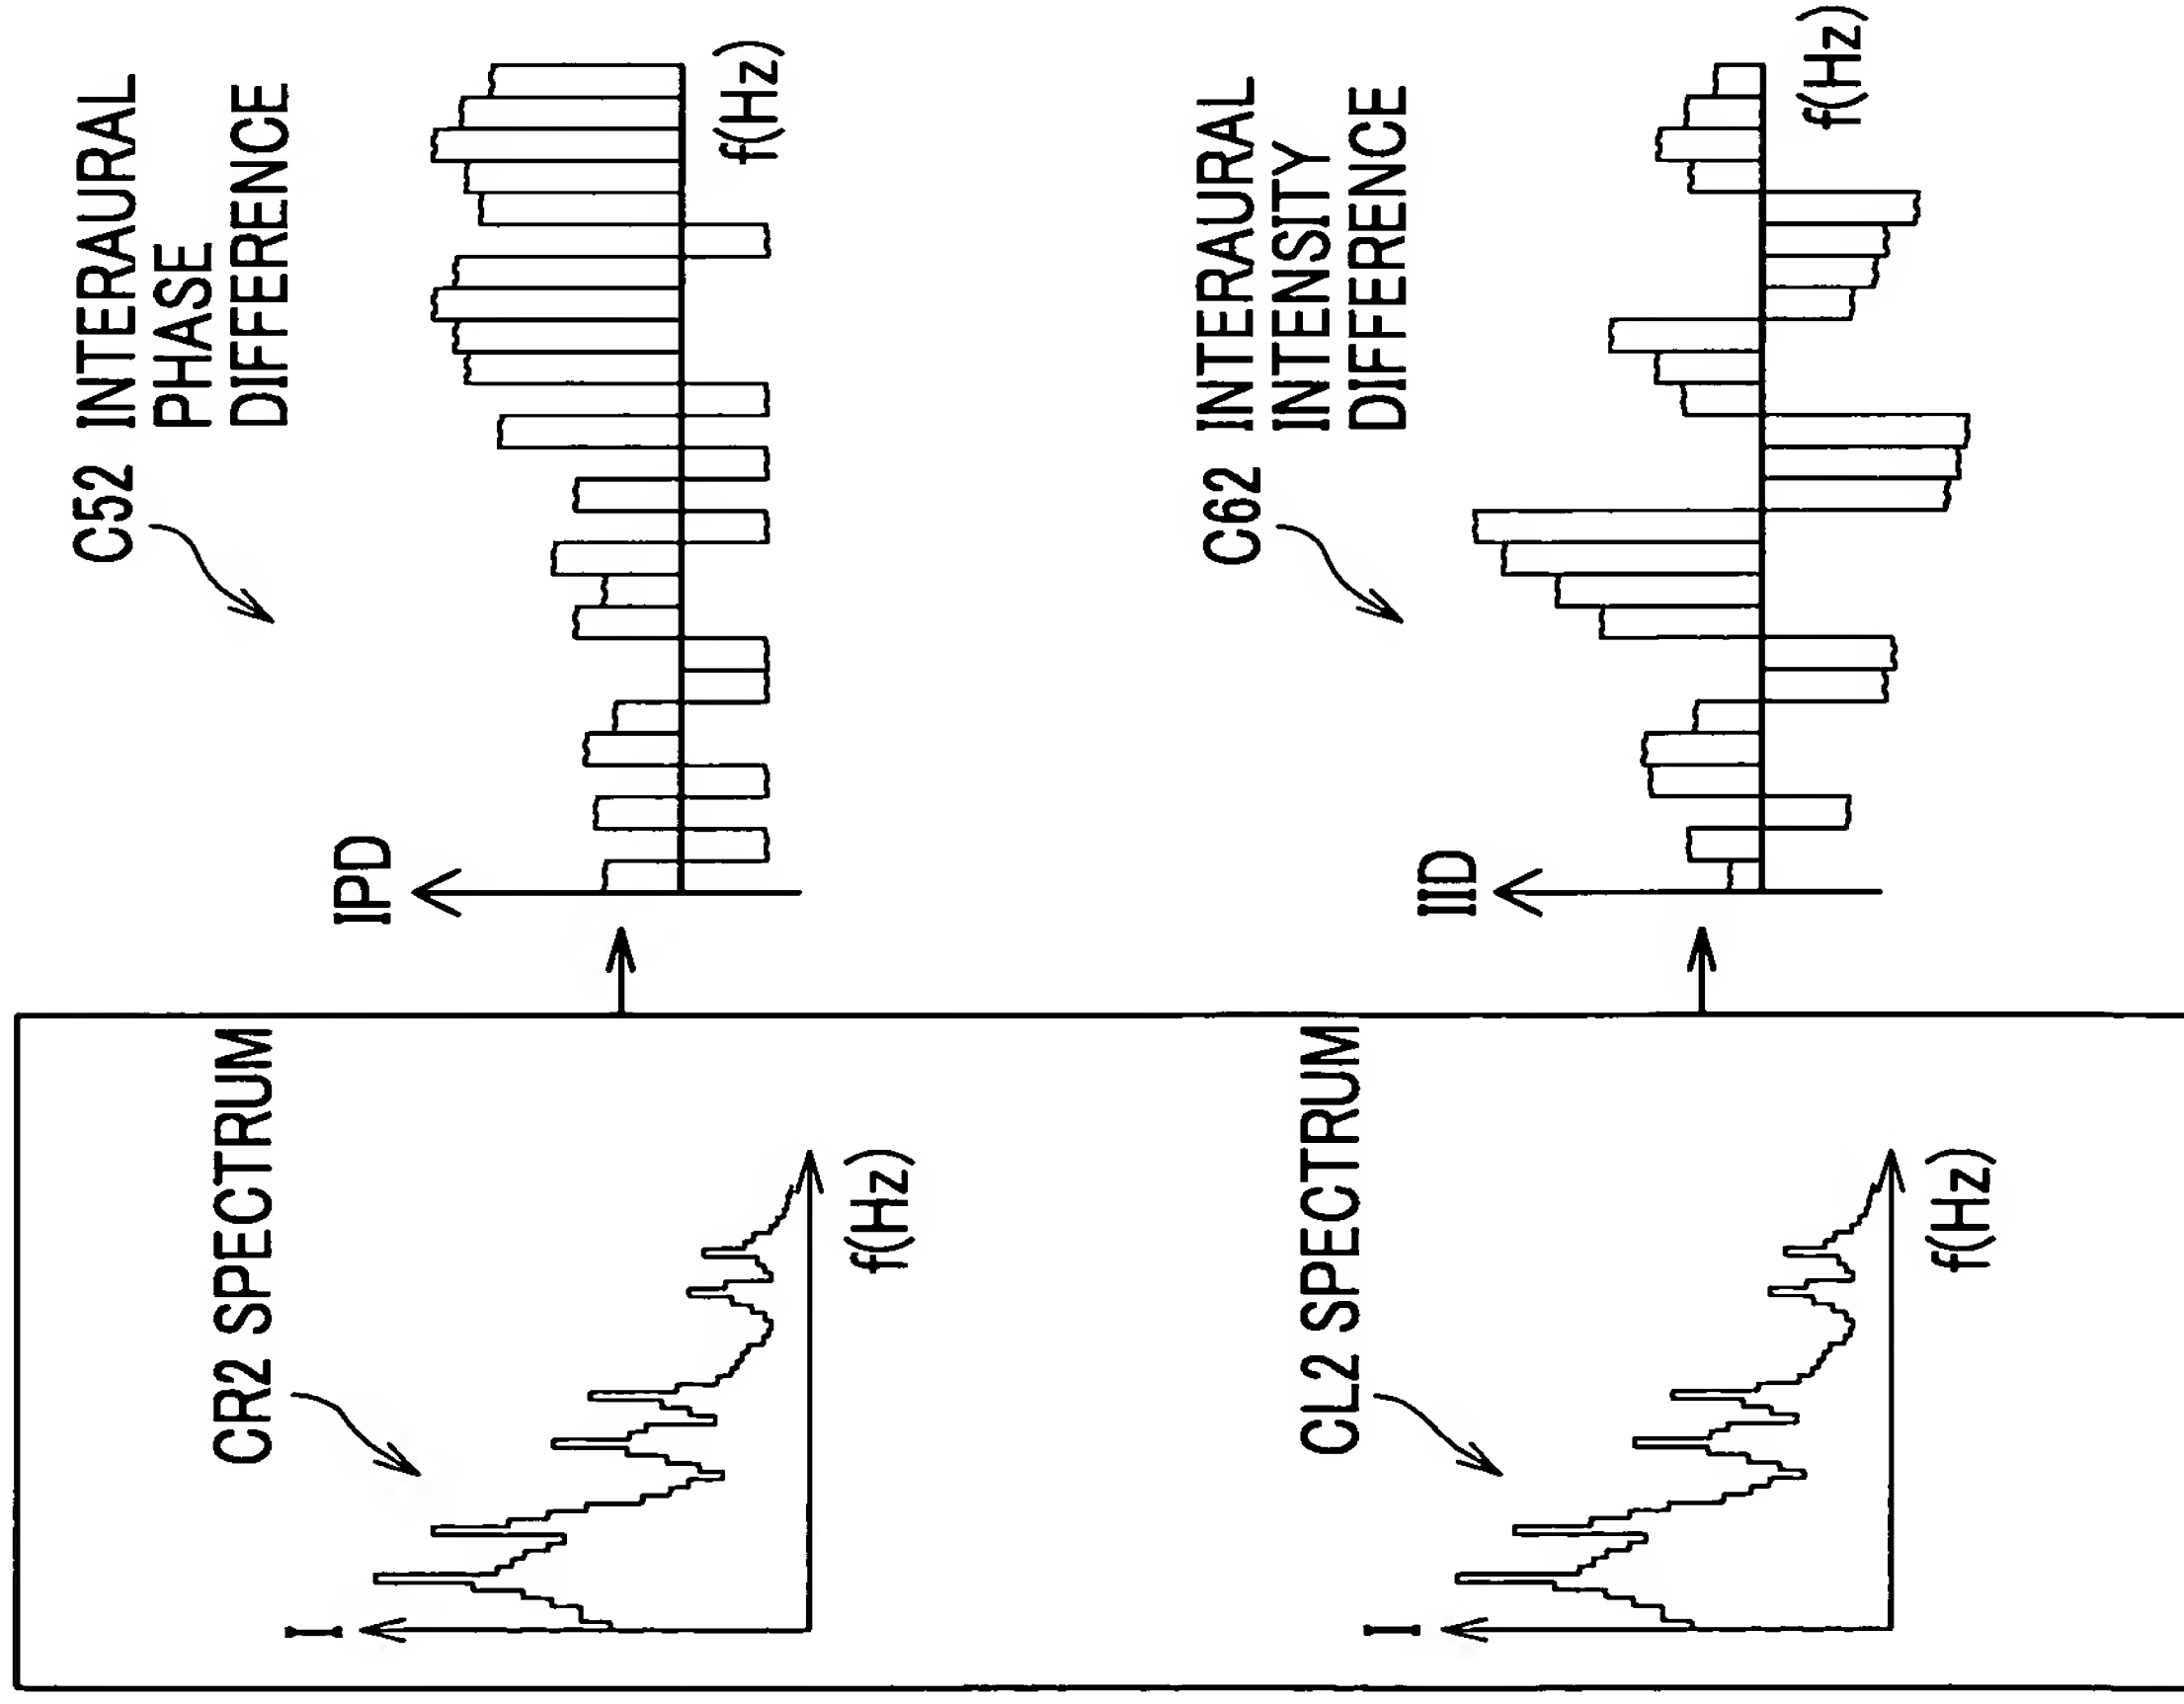 CR2 SPECTRUM
I
f(Hz)
C52 INTERAURAL
PHASE
DIFFERENCE
IPD
f(Hz)
CL2 SPECTRUM
I
f(Hz)
C62 INTERAURAL
INTENSITY
DIFFERENCE
IID
f(Hz)